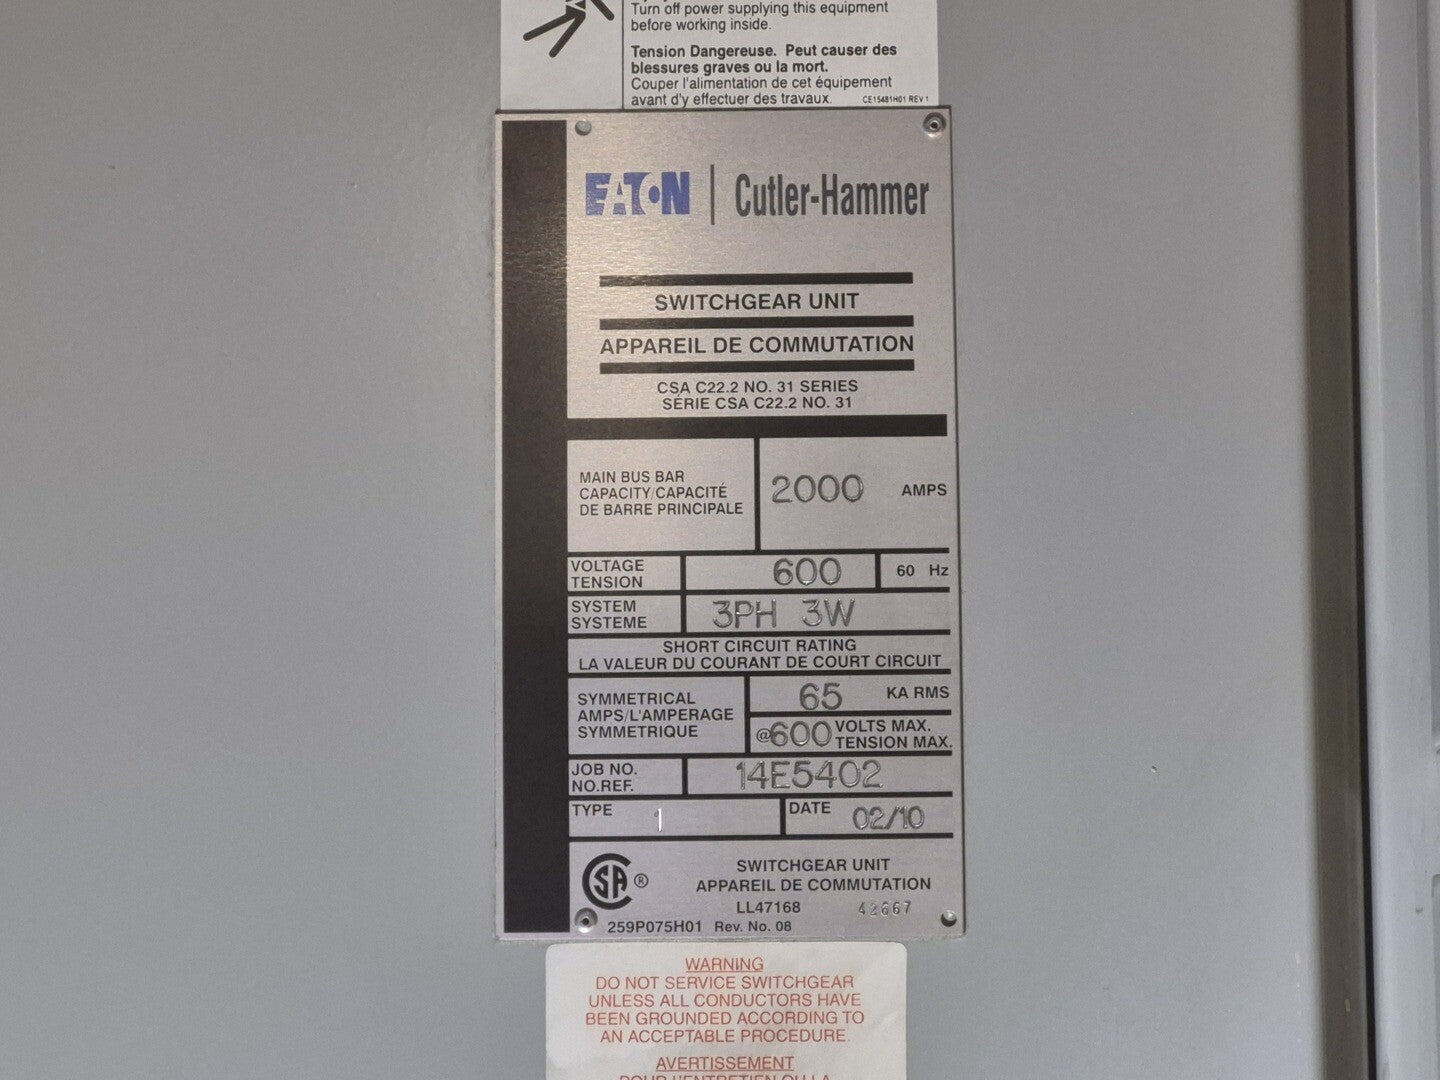 Turn off power supplying this equipment
before working inside.
Tension Dangereuse. Peut causer des
blessures graves ou la mort.
Couper l'alimentation de cet équipement
avant d'y effectuer des travaux. CE15481H01 REV 1
EATON | Cutler-Hammer
SWITCHGEAR UNIT
APPAREIL DE COMMUTATION
CSA C22.2 NO. 31 SERIES
SÉRIE CSA C22.2 NO. 31
MAIN BUS BAR
CAPACITY/CAPACITÉ
DE BARRE PRINCIPALE
2000 AMPS
VOLTAGE
TENSION
600 60 Hz
SYSTEM
SYSTEME
3PH 3W
SHORT CIRCUIT RATING
LA VALEUR DU COURANT DE COURT CIRCUIT
SYMMETRICAL
AMPS/L'AMPERAGE
SYMMETRIQUE
65 KA RMS
@600 VOLTS MAX.
TENSION MAX.
JOB NO.
NO.REF.
14E5402
TYPE 1 DATE 02/10
CSA ®
SWITCHGEAR UNIT
APPAREIL DE COMMUTATION
LL47168 42667
259P075H01 Rev. No. 08
WARNING
DO NOT SERVICE SWITCHGEAR
UNLESS ALL CONDUCTORS HAVE
BEEN GROUNDED ACCORDING TO
AN ACCEPTABLE PROCEDURE.
AVERTISSEMENT
POUR L'ENTRETIEN OU LA